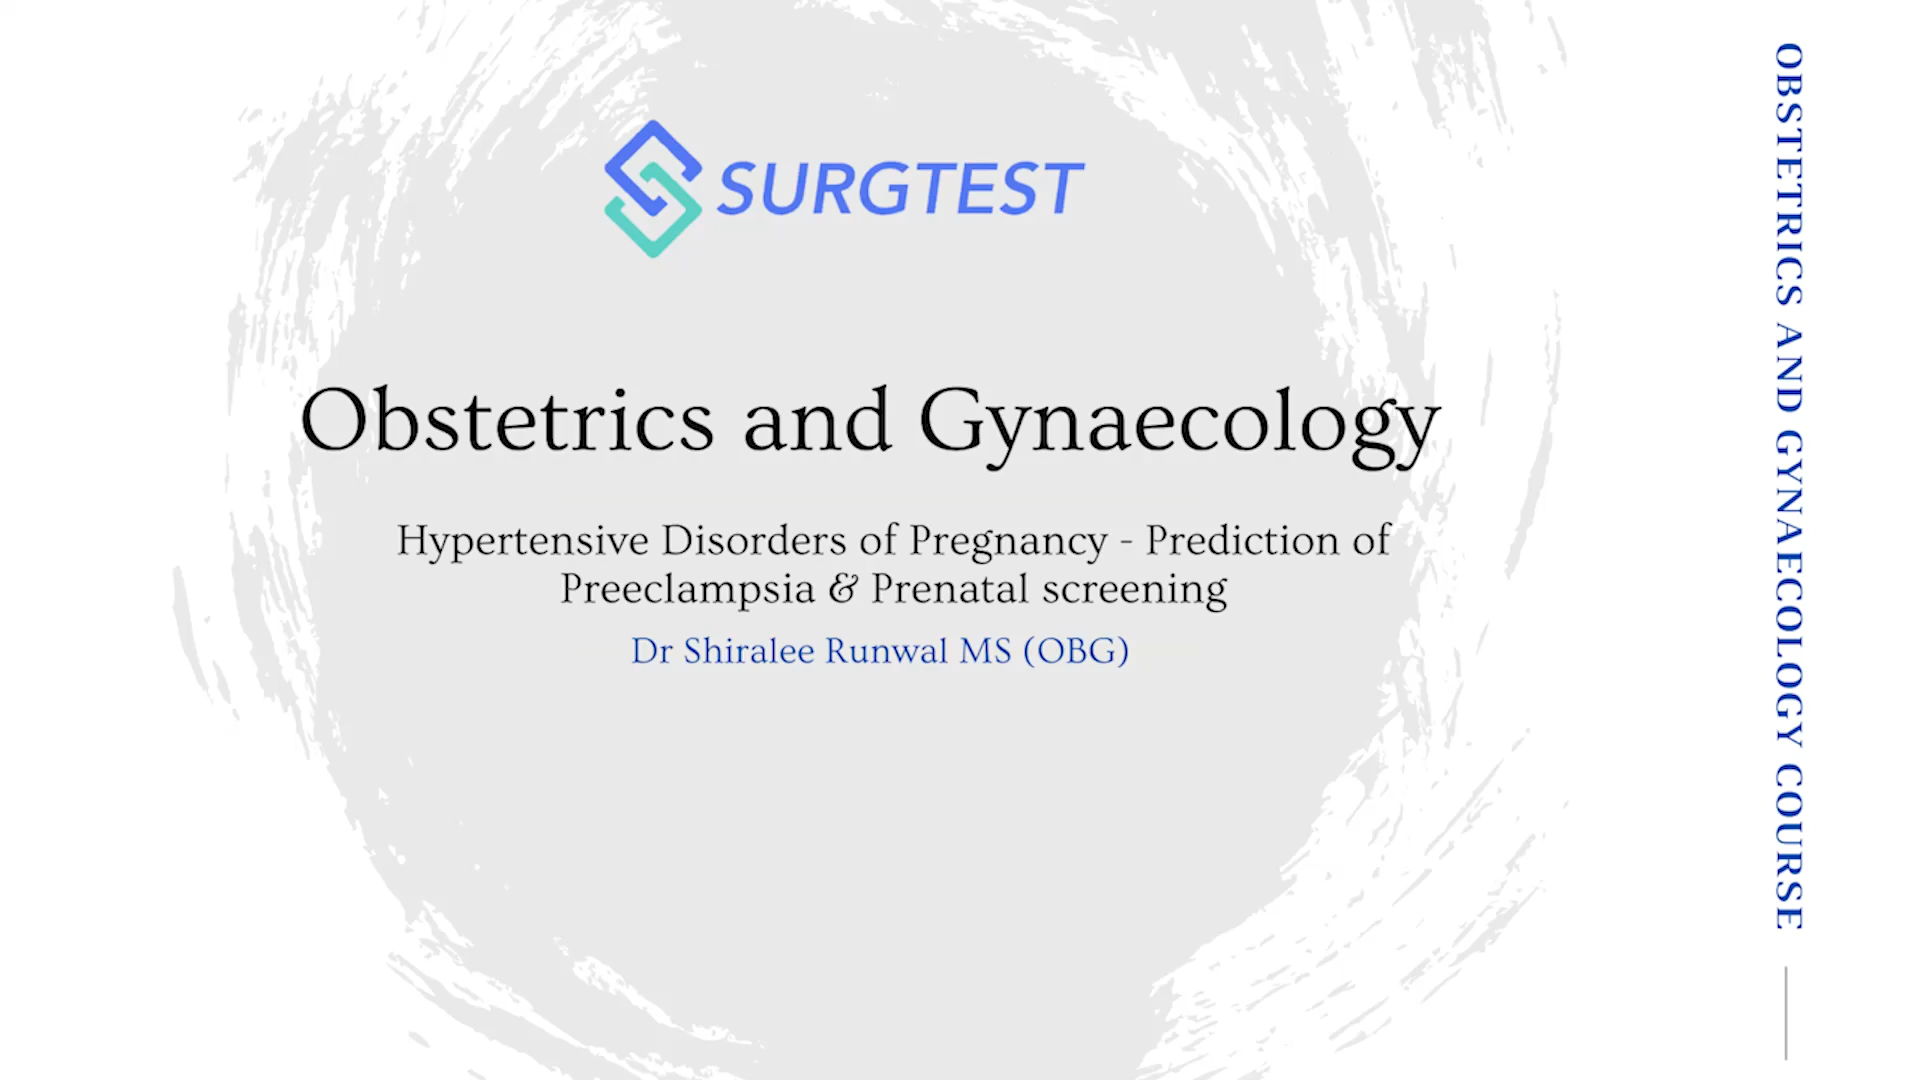 SURGTEST
Obstetrics and Gynaecology
Hypertensive Disorders of Pregnancy - Prediction of
Preeclampsia & Prenatal screening
Dr Shiralee Runwal MS (OBG)
OBSTETRICS AND GYNAECOLOGY COURSE